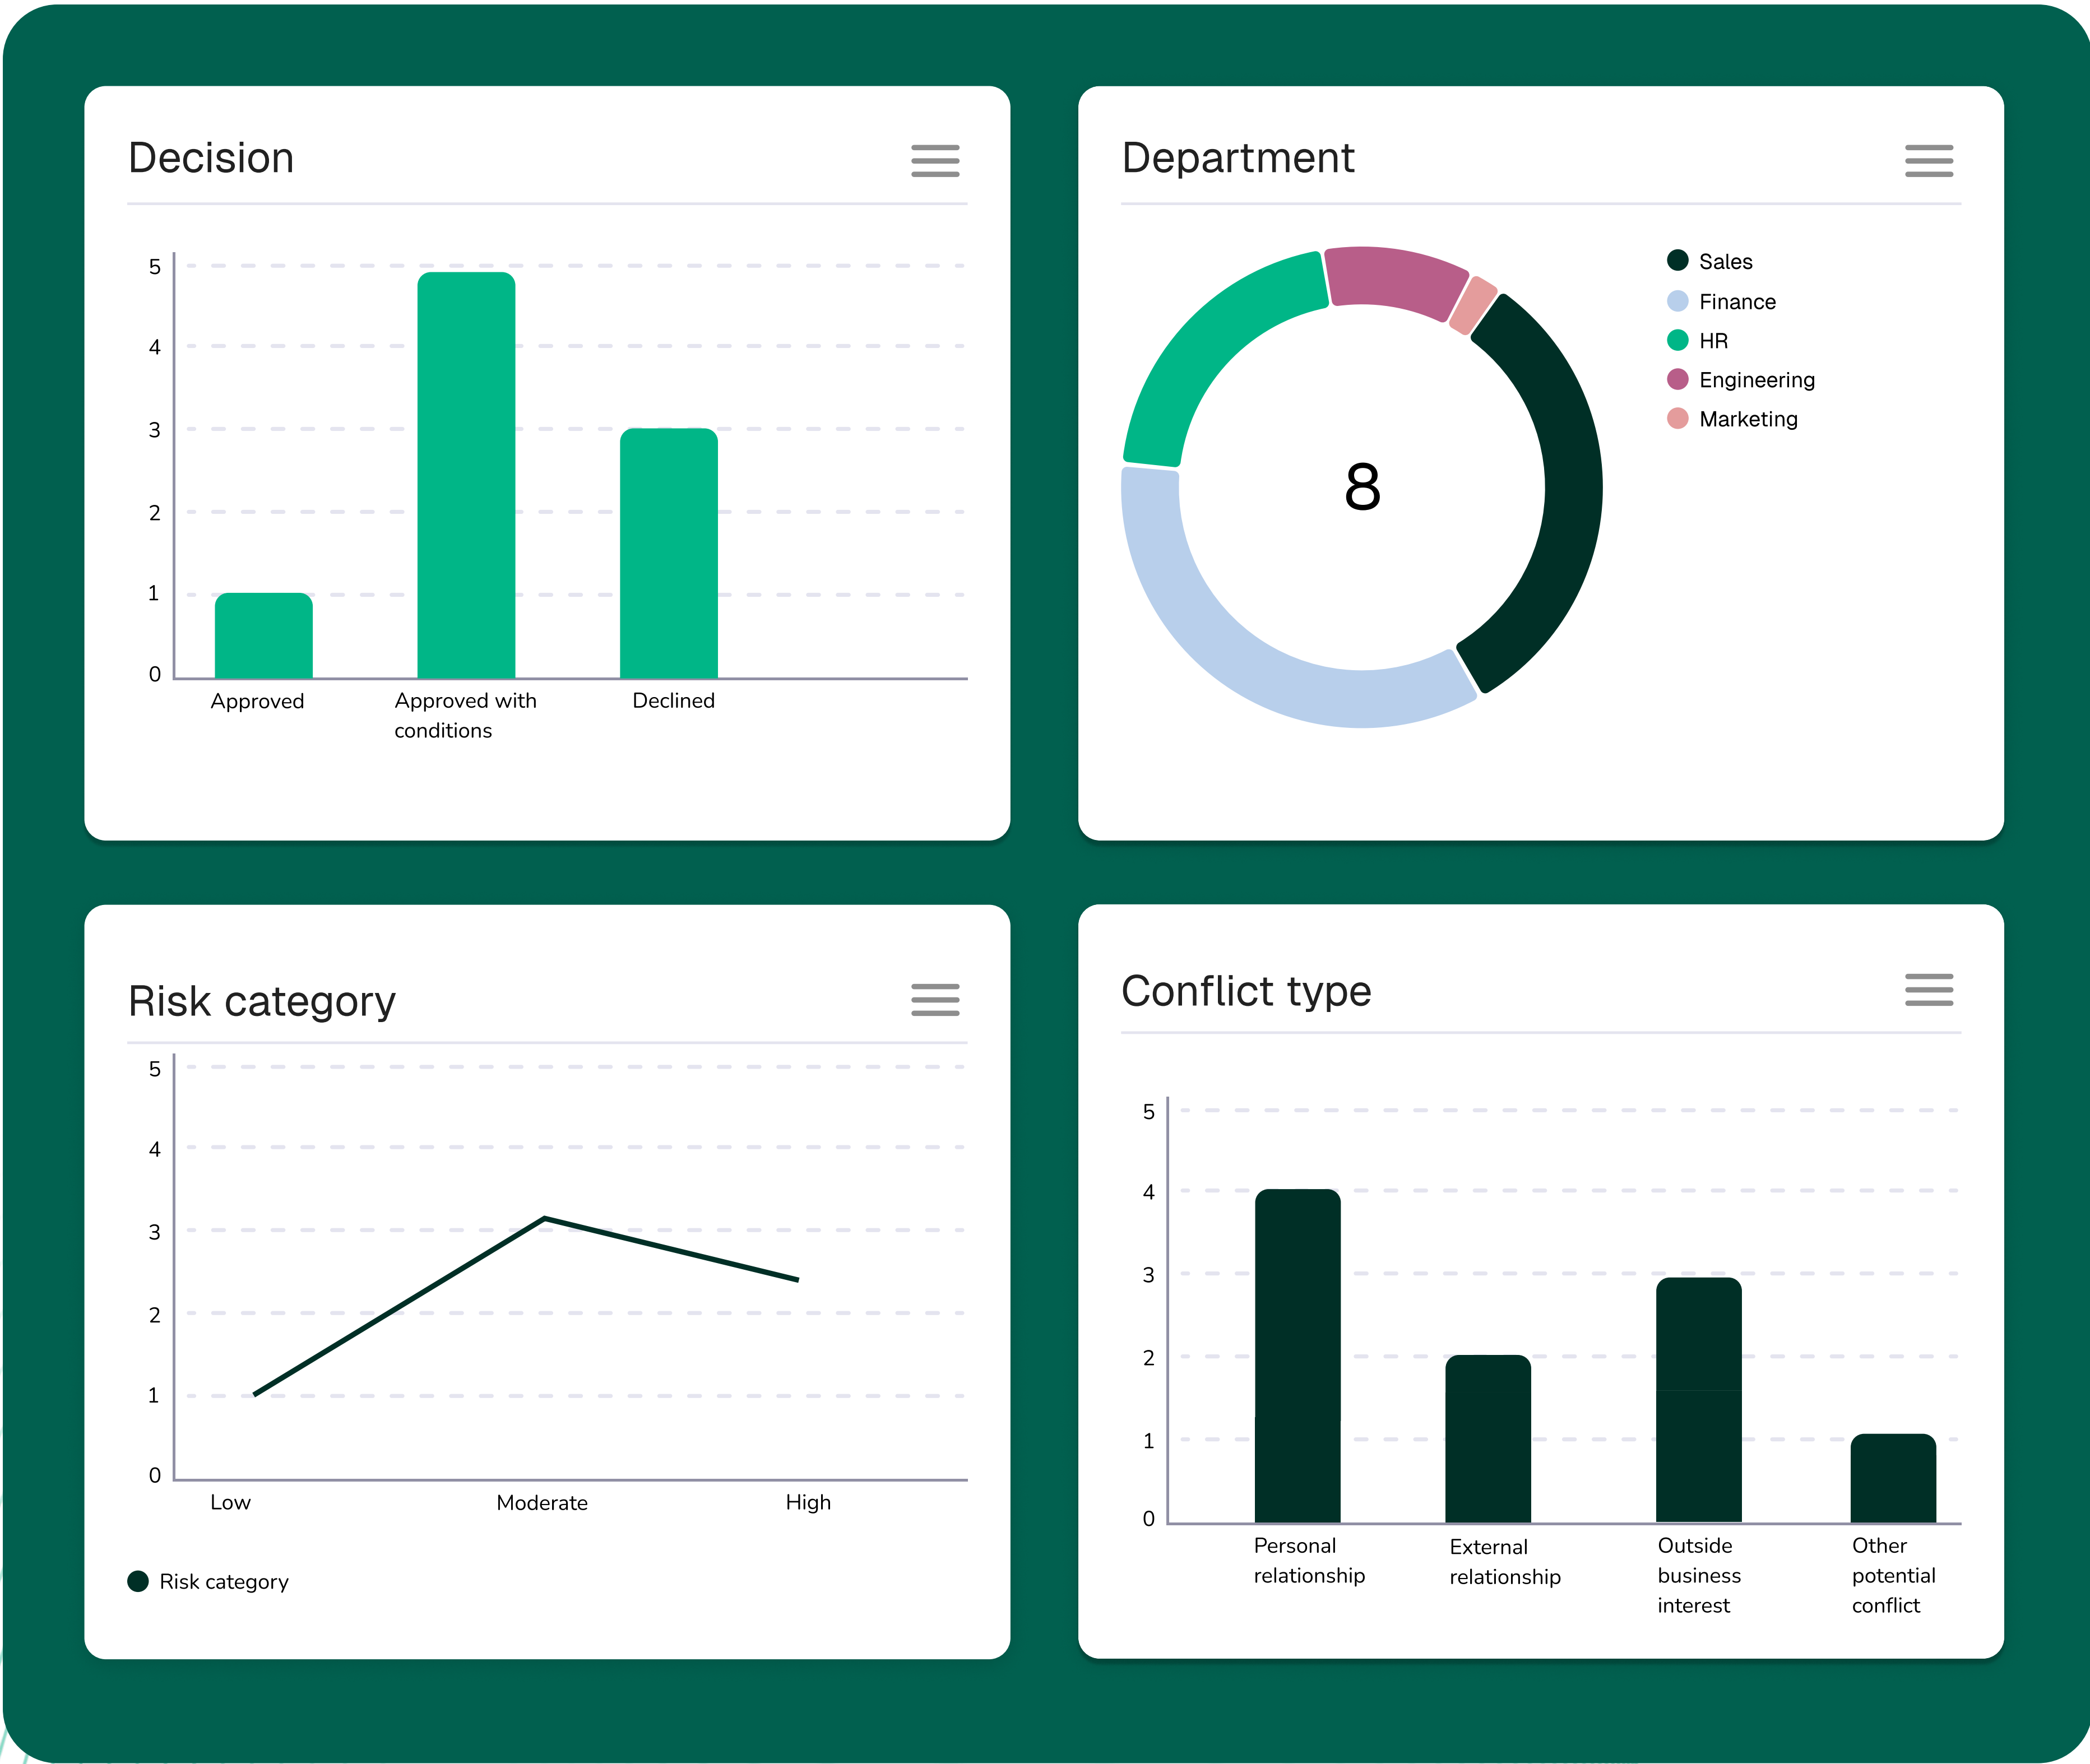 Decision
5
4
3
2
1
0
Approved
Approved with
conditions
Declined
Department
8
Sales
Finance
HR
Engineering
Marketing
Risk category
5
4
3
2
1
0
Low
Moderate
High
Risk category
Conflict type
5
4
3
2
1
0
Personal
relationship
External
relationship
Outside
business
interest
Other
potential
conflict